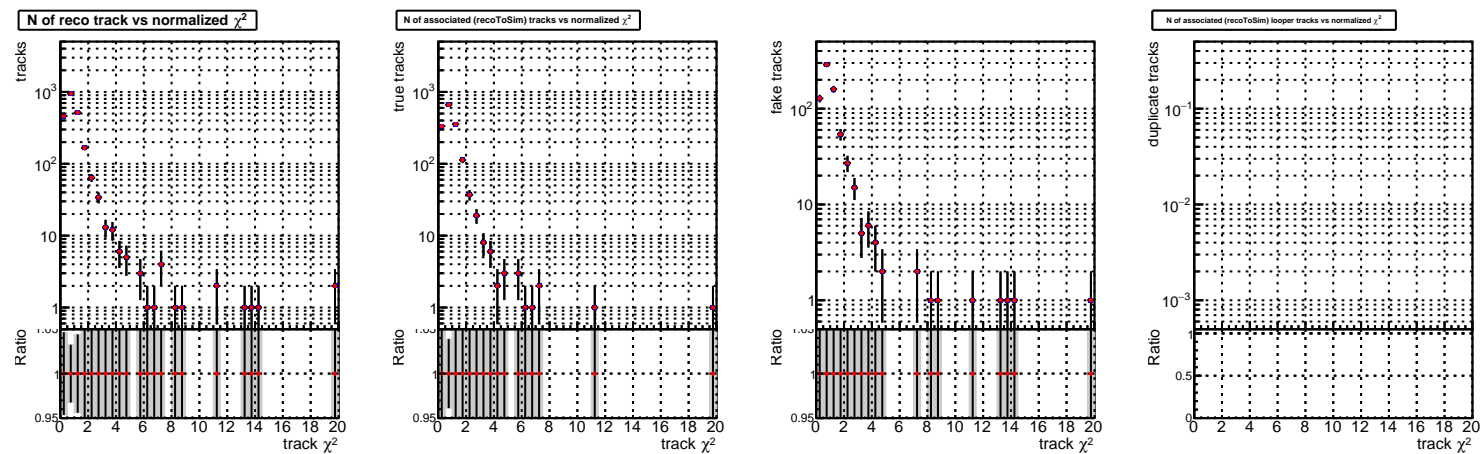 N of reco track vs normalized χ²
tracks
10³
10²
10
1
1.05
Ratio
1
0.95
0 2 4 6 8 10 12 14 16 18 20
track χ²
N of associated (recoToSim) tracks vs normalized χ²
true tracks
10³
10²
10
1
1.05
Ratio
1
0.95
0 2 4 6 8 10 12 14 16 18 20
track χ²
fake tracks
10²
10
1
1.05
Ratio
1
0.95
0 2 4 6 8 10 12 14 16 18 20
track χ²
N of associated (recoToSim) looper tracks vs normalized χ²
duplicate tracks
10⁻¹
10⁻²
10⁻³
Ratio
1
0.5
0
0 2 4 6 8 10 12 14 16 18 20
track χ²